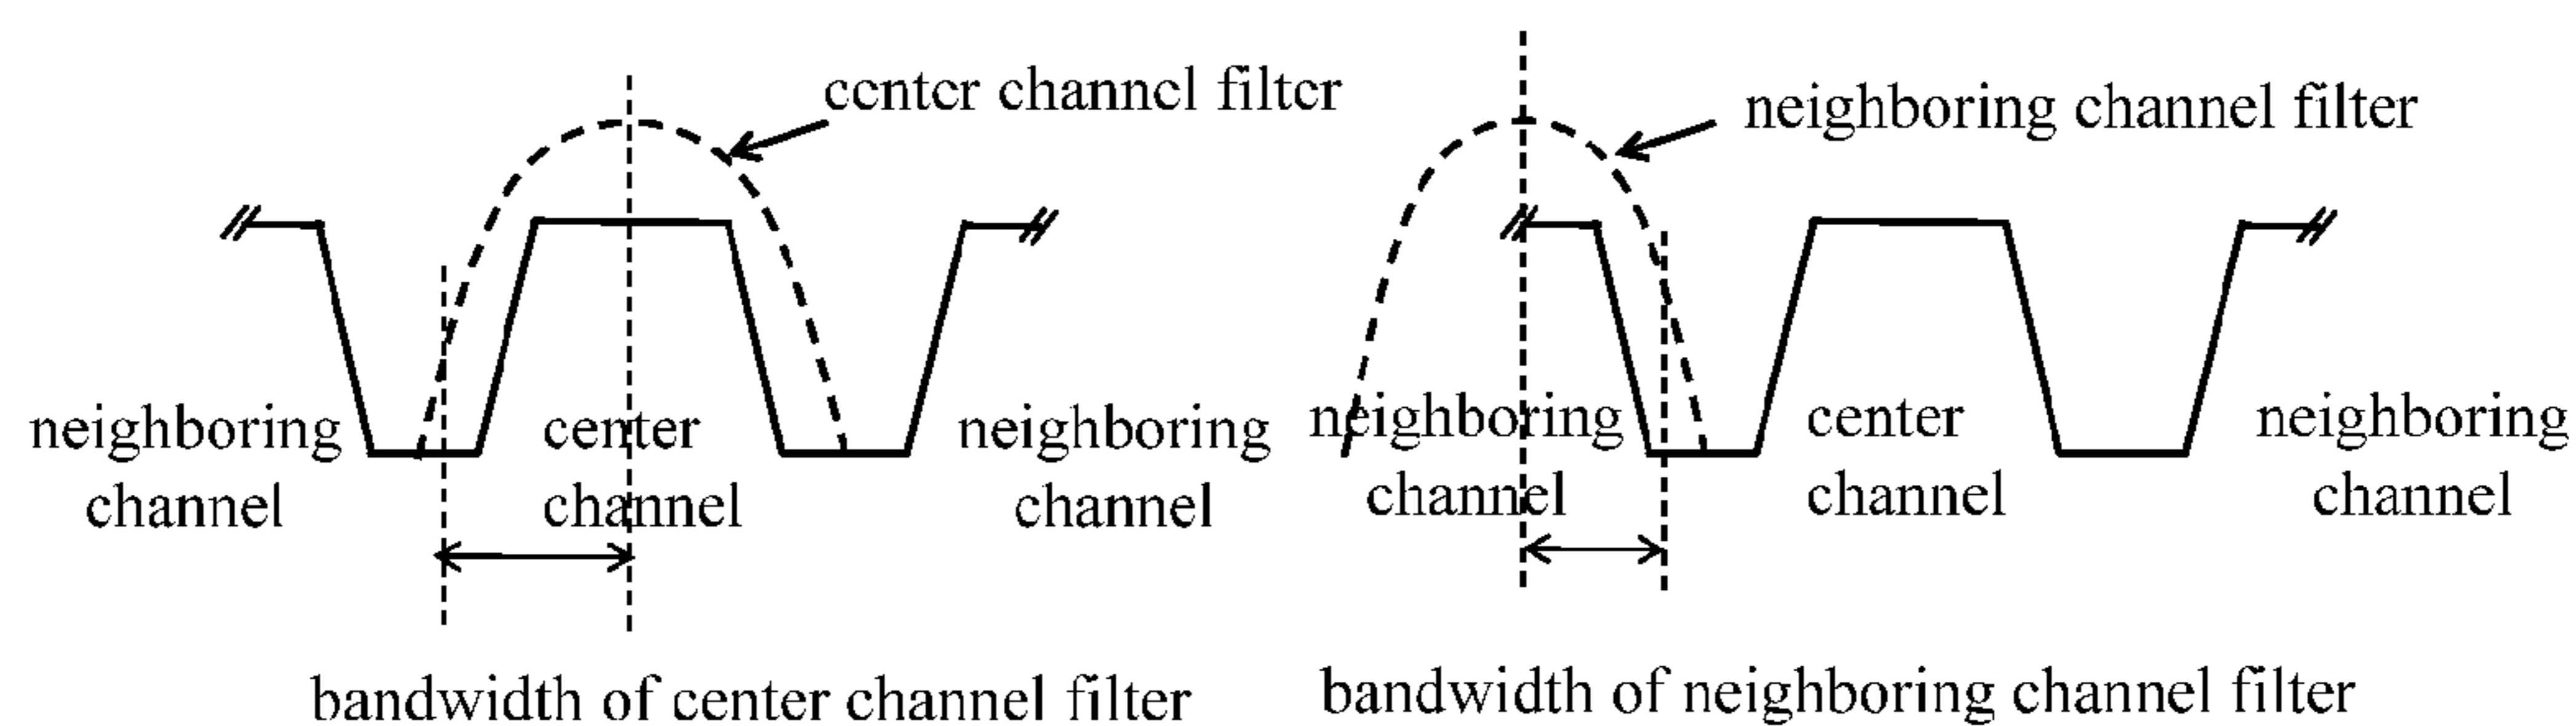 center channel filter
neighboring channel filter
neighboring
channel
center
channel
neighboring
channel
neighboring
channel
center
channel
neighboring
channel
bandwidth of center channel filter
bandwidth of neighboring channel filter